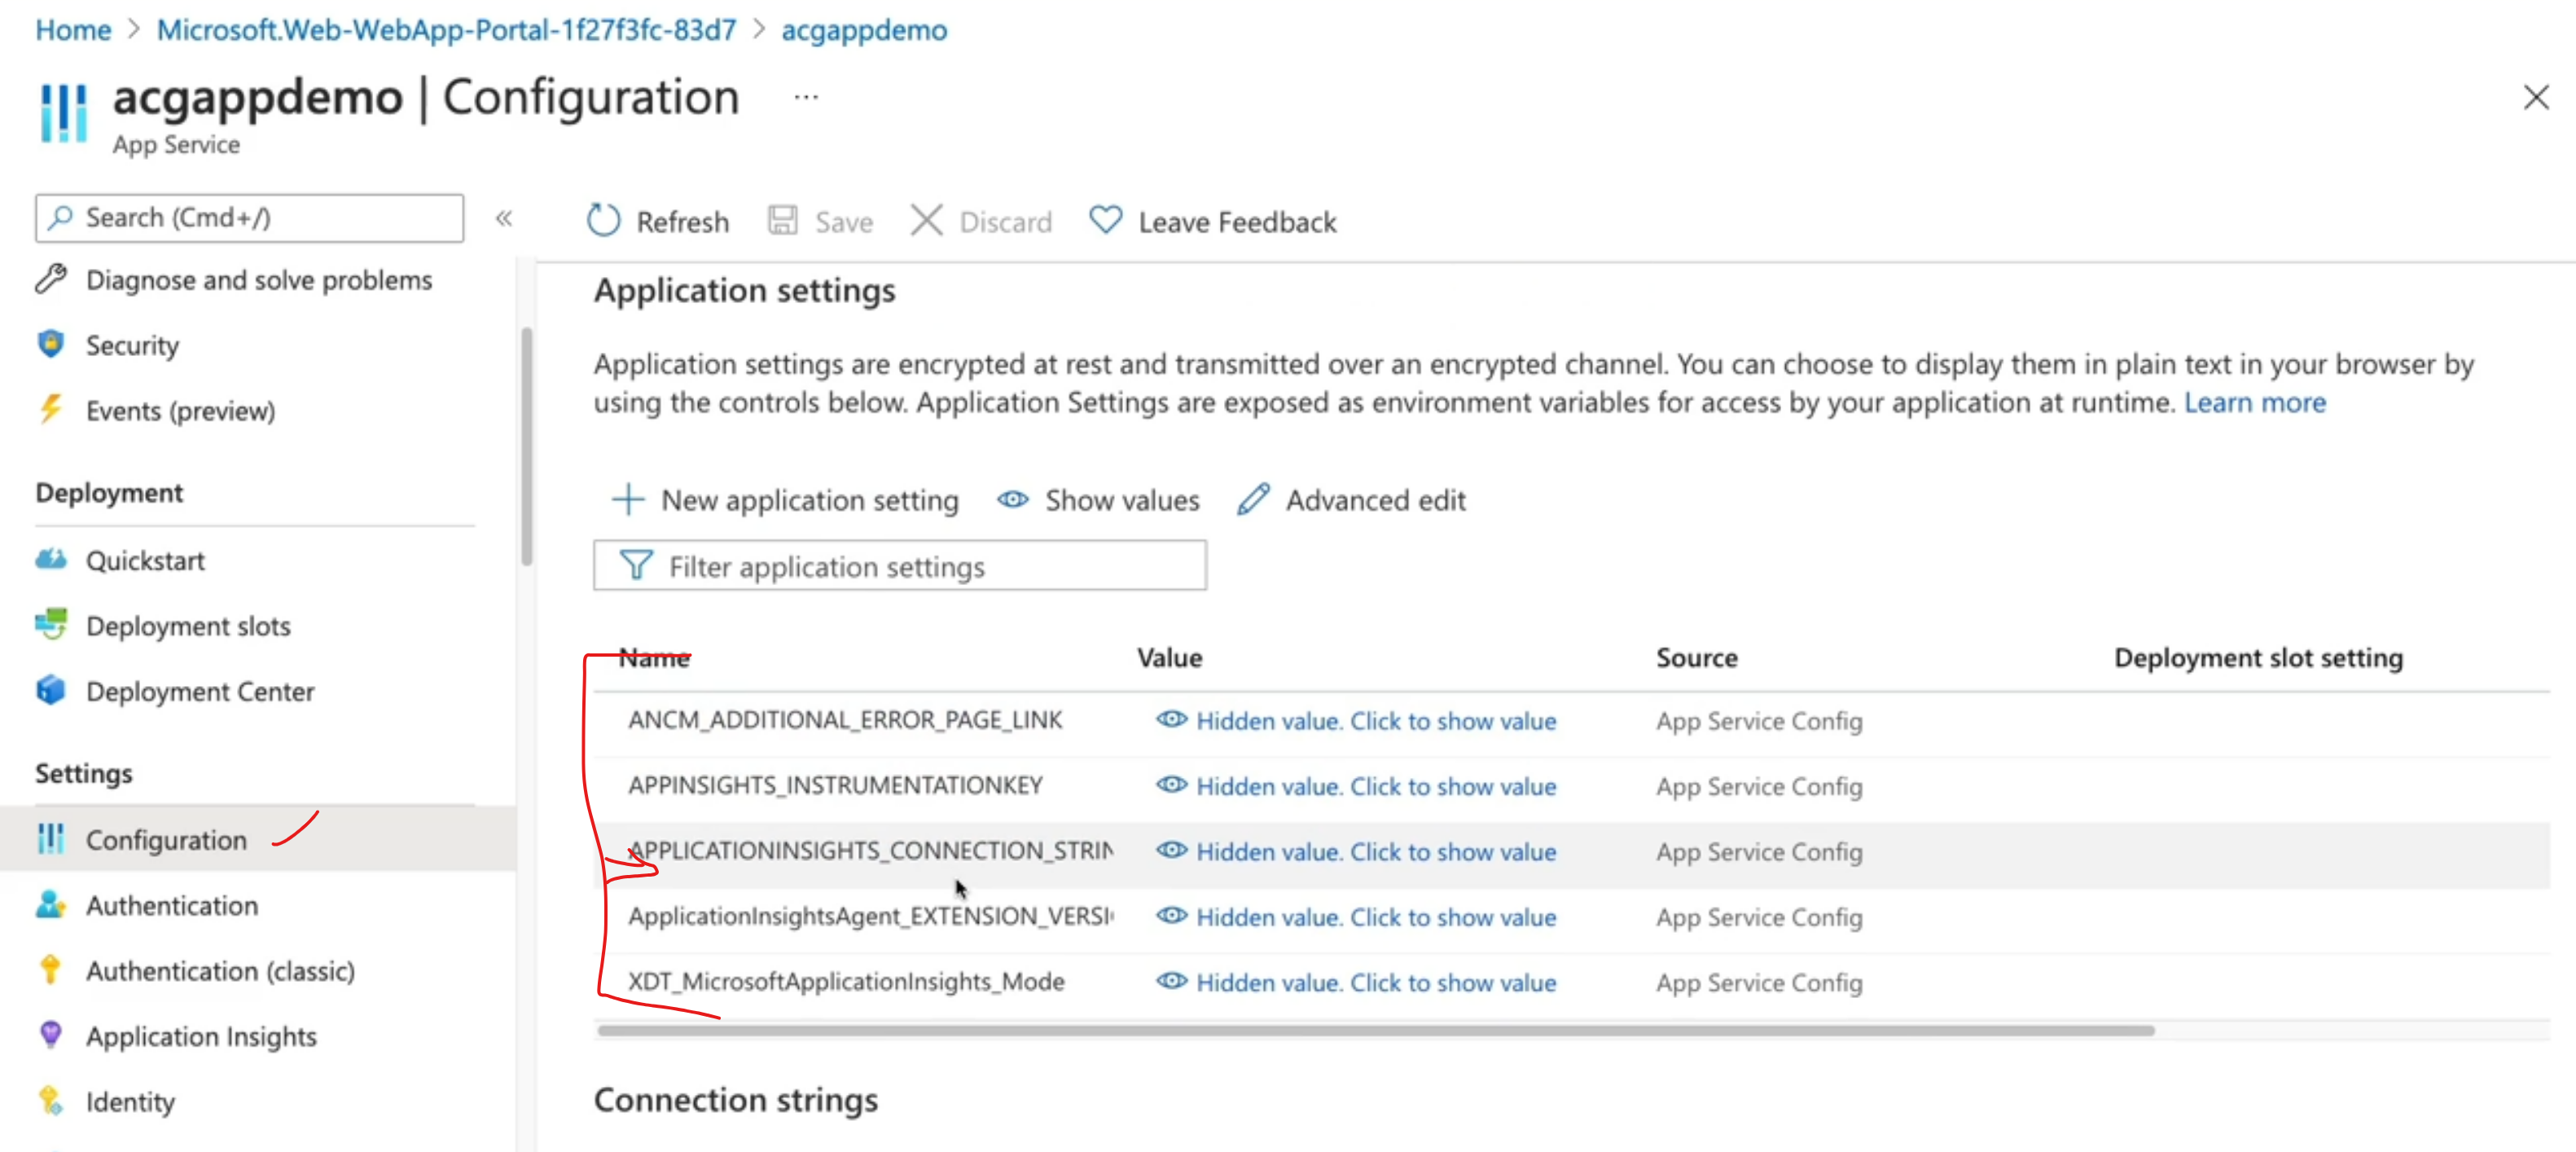 Home > Microsoft.Web-WebApp-Portal-1f27f3fc-83d7 > acgappdemo
acgappdemo | Configuration ...
App Service
Search (Cmd+/)
«
Diagnose and solve problems
Security
Events (preview)
Deployment
Quickstart
Deployment slots
Deployment Center
Settings
Configuration
Authentication
Authentication (classic)
Application Insights
Identity
Refresh Save Discard Leave Feedback
Application settings
Application settings are encrypted at rest and transmitted over an encrypted channel. You can choose to display them in plain text in your browser by
using the controls below. Application Settings are exposed as environment variables for access by your application at runtime. Learn more
New application setting Show values Advanced edit
Filter application settings
Name Value Source Deployment slot setting
ANCM_ADDITIONAL_ERROR_PAGE_LINK Hidden value. Click to show value App Service Config
APPINSIGHTS_INSTRUMENTATIONKEY Hidden value. Click to show value App Service Config
APPLICATIONINSIGHTS_CONNECTION_STRIN Hidden value. Click to show value App Service Config
ApplicationInsightsAgent_EXTENSION_VERSI Hidden value. Click to show value App Service Config
XDT_MicrosoftApplicationInsights_Mode Hidden value. Click to show value App Service Config
Connection strings